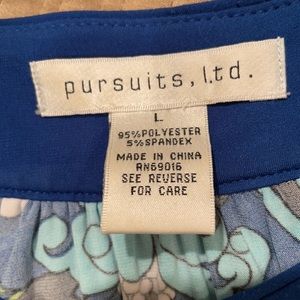 pursuits, ltd.
L
95%POLYESTER
5%SPANDEX
MADE IN CHINA
RN69016
SEE REVERSE
FOR CARE